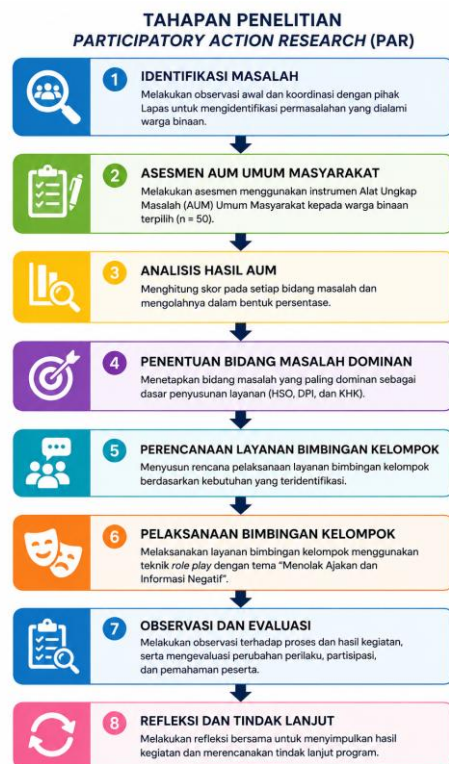 TAHAPAN PENELITIAN
PARTICIPATORY ACTION RESEARCH (PAR)
1 IDENTIFIKASI MASALAH
Melakukan observasi awal dan koordinasi dengan pihak
Lapas untuk mengidentifikasi permasalahan yang dialami
warga binaan.
2 ASESMEN AUM UMUM MASYARAKAT
Melakukan asesmen menggunakan instrumen Alat Ungkap
Masalah (AUM) Umum Masyarakat kepada warga binaan
terpilih (n = 50).
3 ANALISIS HASIL AUM
Menghitung skor pada setiap bidang masalah dan
mengolahnya dalam bentuk persentase.
4 PENENTUAN BIDANG MASALAH DOMINAN
Menetapkan bidang masalah yang paling dominan sebagai
dasar penyusunan layanan (HSO, DPI, dan KHK).
5 PERENCANAAN LAYANAN BIMBINGAN KELOMPOK
Menyusun rencana pelaksanaan layanan bimbingan kelompok
berdasarkan kebutuhan yang teridentifikasi.
6 PELAKSANAAN BIMBINGAN KELOMPOK
Melaksanakan layanan bimbingan kelompok menggunakan
teknik role play dengan tema “Menolak Ajakan dan
Informasi Negatif”.
7 OBSERVASI DAN EVALUASI
Melakukan observasi terhadap proses dan hasil kegiatan,
serta mengevaluasi perubahan perilaku, partisipasi,
dan pemahaman peserta.
8 REFLEKSI DAN TINDAK LANJUT
Melakukan refleksi bersama untuk menyimpulkan hasil
kegiatan dan merencanakan tindak lanjut program.